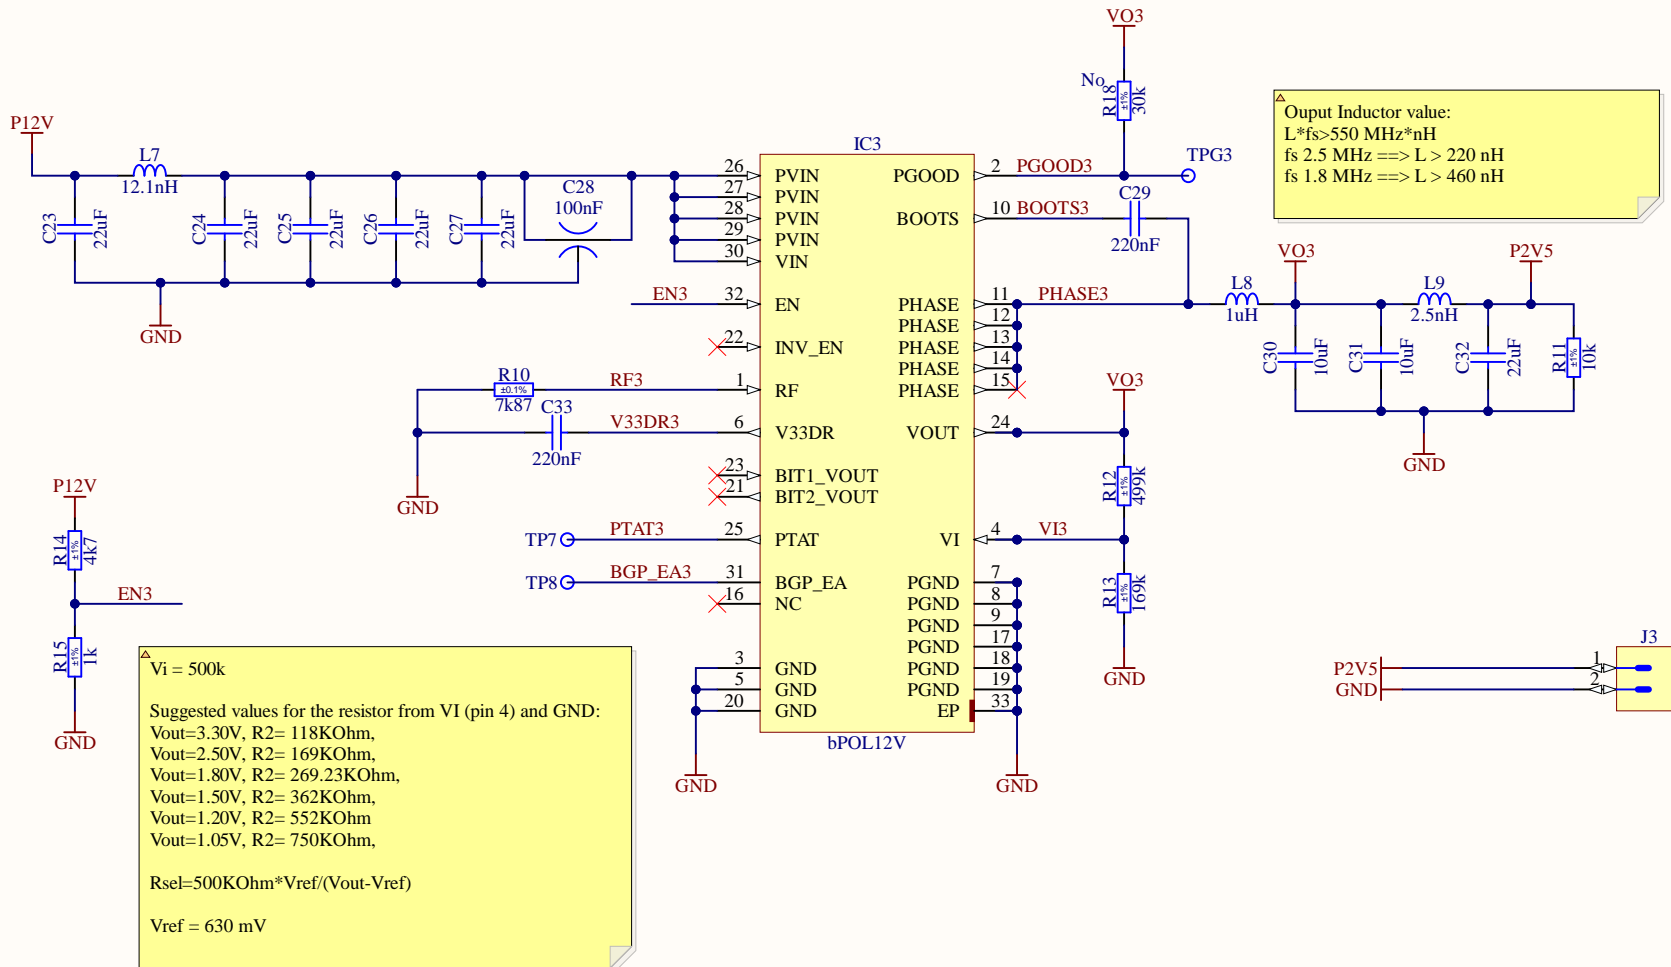 VO3
No
R18
±1%
30k
Ouput Inductor value:
L*fs>550 MHz*nH
fs 2.5 MHz ==> L > 220 nH
fs 1.8 MHz ==> L > 460 nH
P12V
L7
12.1nH
C23
22uF
C24
22uF
C25
22uF
C26
22uF
C27
22uF
C28
100nF
GND
IC3
26 PVIN
27 PVIN
28 PVIN
29 PVIN
30 VIN
EN3 32 EN
22 INV_EN
RF3 1 RF
V33DR3 6 V33DR
23 BIT1_VOUT
21 BIT2_VOUT
TP7 PTAT3 25 PTAT
TP8 BGP_EA3 31 BGP_EA
16 NC
3 GND
5 GND
20 GND
PGOOD 2 PGOOD3
TPG3
BOOTS 10 BOOTS3
C29
220nF
PHASE 11 PHASE3
PHASE 12
PHASE 13
PHASE 14
PHASE 15
VOUT 24
VI 4 VI3
PGND 7
PGND 8
PGND 9
PGND 17
PGND 18
PGND 19
EP 33
bPOL12V
GND
GND
R10
±0.1%
7k87
C33
220nF
GND
L8
1uH
VO3
L9
2.5nH
P2V5
C30
10uF
C31
10uF
C32
22uF
R11
±1%
10k
GND
VO3
R12
±1%
499k
R13
±1%
169k
GND
P12V
R14
±1%
4k7
EN3
R15
±1%
1k
GND
Vi = 500k
Suggested values for the resistor from VI (pin 4) and GND:
Vout=3.30V, R2= 118KOhm,
Vout=2.50V, R2= 169KOhm,
Vout=1.80V, R2= 269.23KOhm,
Vout=1.50V, R2= 362KOhm,
Vout=1.20V, R2= 552KOhm
Vout=1.05V, R2= 750KOhm,
Rsel=500KOhm*Vref/(Vout-Vref)
Vref = 630 mV
J3
P2V5 1
GND 2